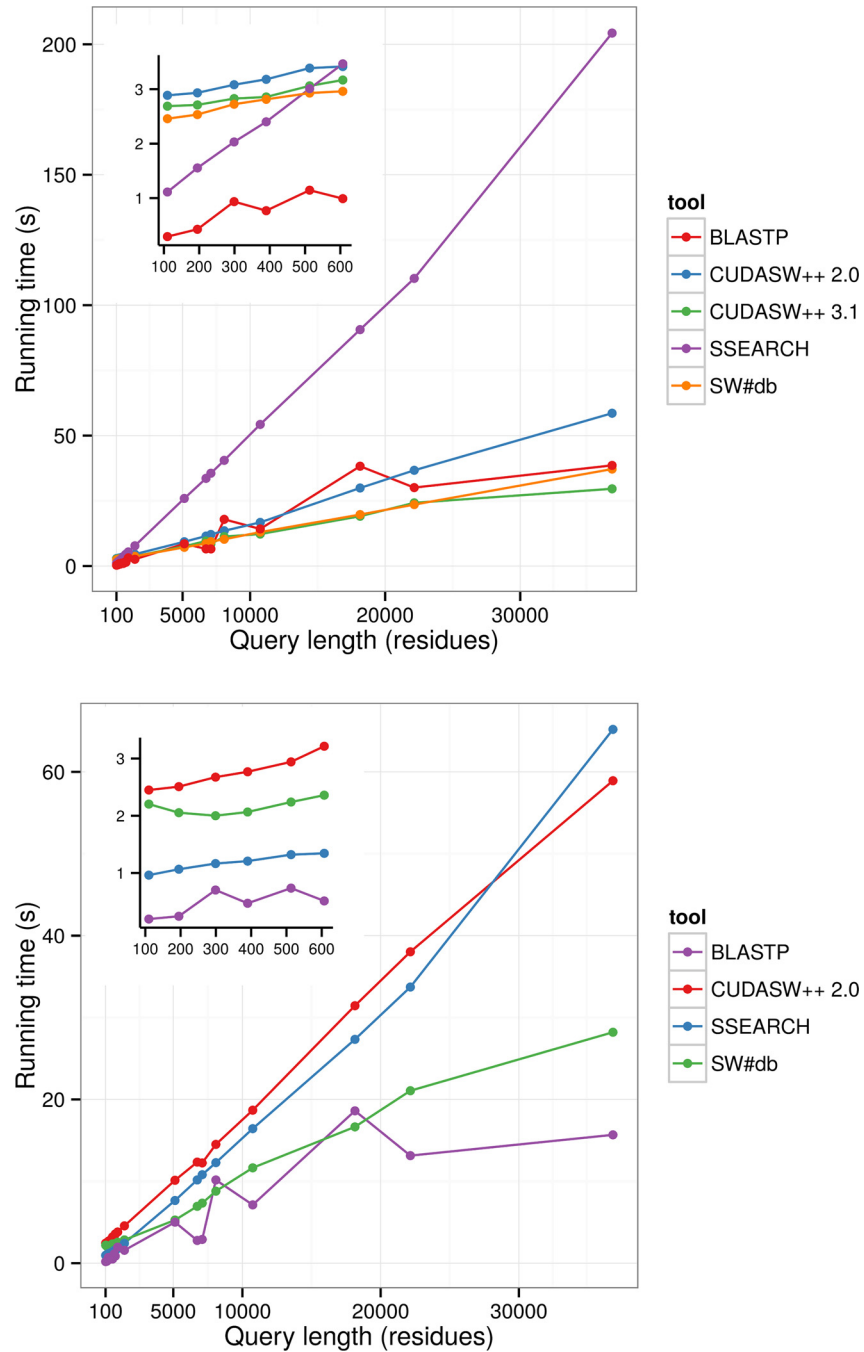 200
150
100
50
0
Running time (s)
3
2
1
100 200 300 400 500 600
100 5000 10000 20000 30000
Query length (residues)
tool
BLASTP
CUDASW++ 2.0
CUDASW++ 3.1
SSEARCH
SW#db
60
40
20
0
Running time (s)
3
2
1
100 200 300 400 500 600
100 5000 10000 20000 30000
Query length (residues)
tool
BLASTP
CUDASW++ 2.0
SSEARCH
SW#db